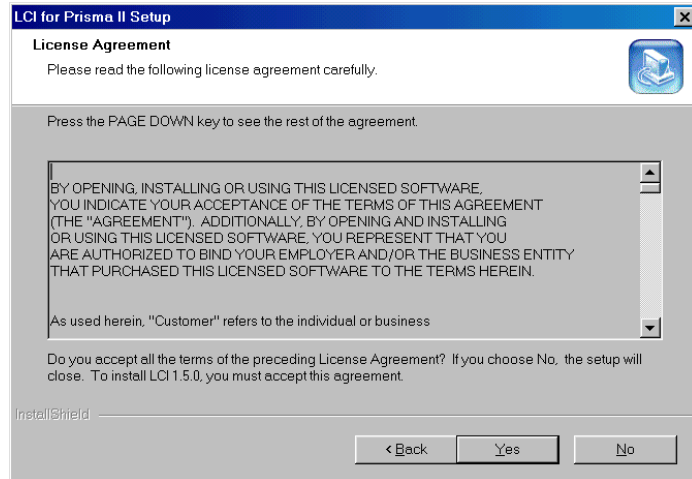 LCI for Prisma II Setup
License Agreement
Please read the following license agreement carefully.
Press the PAGE DOWN key to see the rest of the agreement.
BY OPENING, INSTALLING OR USING THIS LICENSED SOFTWARE,
YOU INDICATE YOUR ACCEPTANCE OF THE TERMS OF THIS AGREEMENT
(THE "AGREEMENT"). ADDITIONALLY, BY OPENING AND INSTALLING
OR USING THIS LICENSED SOFTWARE, YOU REPRESENT THAT YOU
ARE AUTHORIZED TO BIND YOUR EMPLOYER AND/OR THE BUSINESS ENTITY
THAT PURCHASED THIS LICENSED SOFTWARE TO THE TERMS HEREIN.
As used herein, "Customer" refers to the individual or business
Do you accept all the terms of the preceding License Agreement? If you choose No, the setup will
close. To install LCI 1.5.0, you must accept this agreement.
InstallShield
< Back Yes No